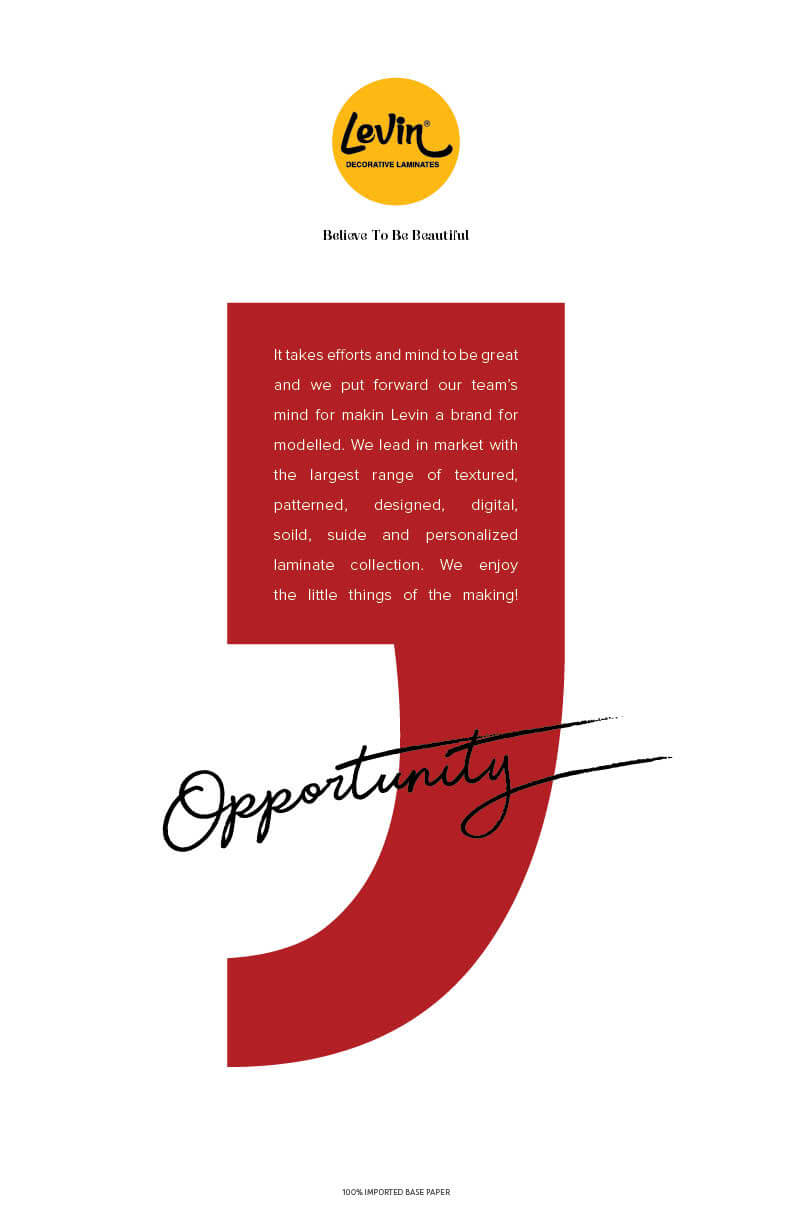 Levin®
DECORATIVE LAMINATES
Believe To Be Beautiful
It takes efforts and mind to be great
and we put forward our team's
mind for makin Levin a brand for
modelled. We lead in market with
the largest range of textured,
patterned, designed, digital,
soild, suide and personalized
laminate collection. We enjoy
the little things of the making!
Opportunity
100% IMPORTED BASE PAPER